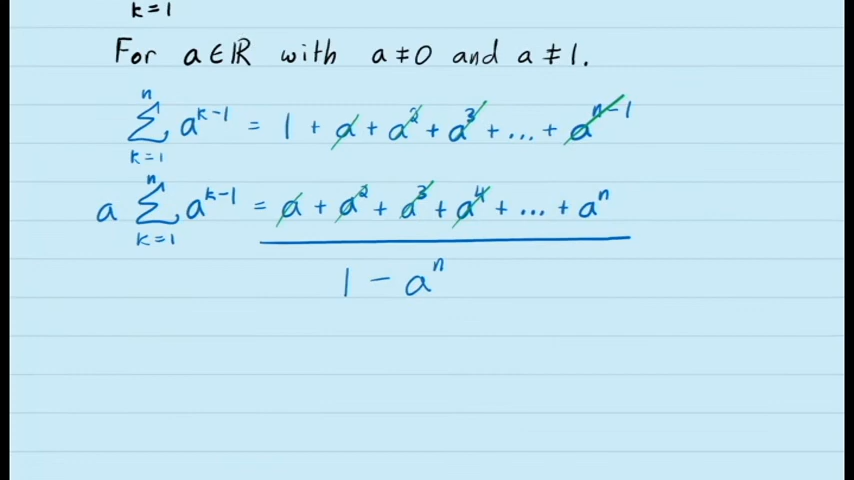 k=1
For a∈ℝ with a≠0 and a≠1.
n
∑ a^{k-1} = 1 + a + a^2 + a^3 + ... + a^{n-1}
k=1
n
a ∑ a^{k-1} = a + a^2 + a^3 + a^4 + ... + a^n
k=1
1 - a^n